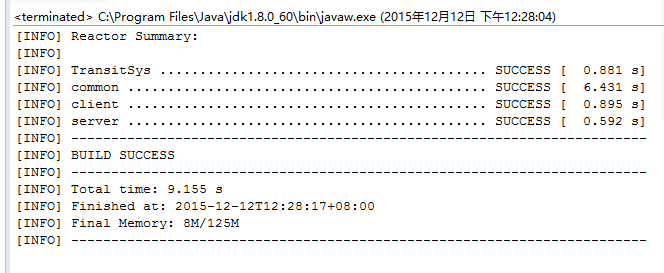 <terminated> C:\Program Files\Java\jdk1.8.0_60\bin\javaw.exe (2015年12月12日 下午12:28:04)
[INFO] Reactor Summary:
[INFO]
[INFO] TransitSys ......................................... SUCCESS [  0.881 s]
[INFO] common ............................................. SUCCESS [  6.431 s]
[INFO] client ............................................. SUCCESS [  0.895 s]
[INFO] server ............................................. SUCCESS [  0.592 s]
[INFO] ------------------------------------------------------------------------
[INFO] BUILD SUCCESS
[INFO] ------------------------------------------------------------------------
[INFO] Total time: 9.155 s
[INFO] Finished at: 2015-12-12T12:28:17+08:00
[INFO] Final Memory: 8M/125M
[INFO] ------------------------------------------------------------------------